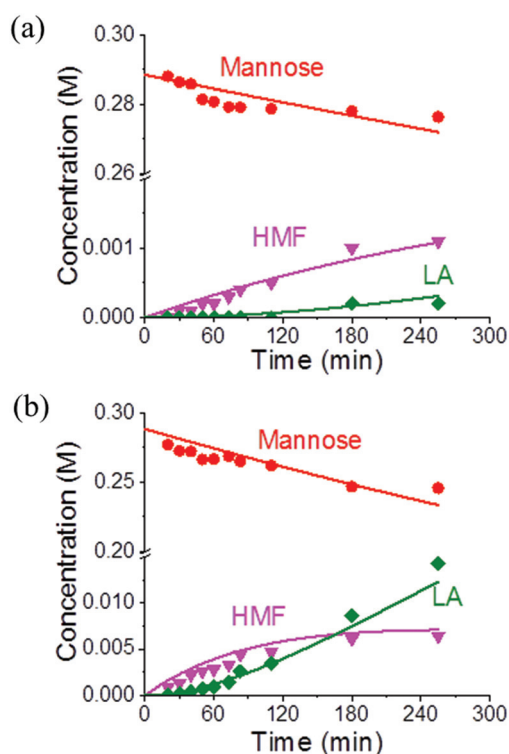 (a)
0.30
Mannose
0.28
0.26
Concentration (M)
HMF
0.001
LA
0.000
0 60 120 180 240 300
Time (min)
(b)
0.30
Mannose
0.25
0.20
Concentration (M)
0.010
LA
HMF
0.005
0.000
0 60 120 180 240 300
Time (min)